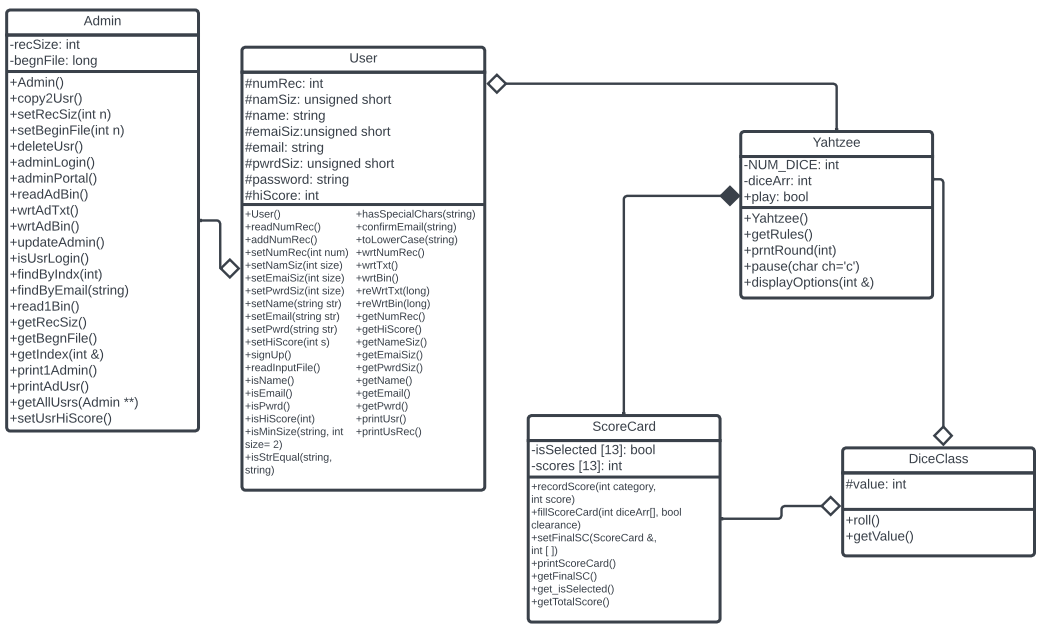 Admin
-recSize: int
-begnFile: long
+Admin()
+copy2Usr()
+setRecSiz(int n)
+setBeginFile(int n)
+deleteUsr()
+adminLogin()
+adminPortal()
+readAdBin()
+wrtAdTxt()
+wrtAdBin()
+updateAdmin()
+isUsrLogin()
+findByIndx(int)
+findByEmail(string)
+read1Bin()
+getRecSiz()
+getBegnFile()
+getIndex(int &)
+print1Admin()
+printAdUsr()
+getAllUsrs(Admin **)
+setUsrHiScore()
User
#numRec: int
#namSiz: unsigned short
#name: string
#emaiSiz:unsigned short
#email: string
#pwrdSiz: unsigned short
#password: string
#hiScore: int
+User()
+readNumRec()
+addNumRec()
+setNumRec(int num)
+setNamSiz(int size)
+setEmaiSiz(int size)
+setPwrdSiz(int size)
+setName(string str)
+setEmail(string str)
+setPwrd(string str)
+setHiScore(int s)
+signUp()
+readInputFile()
+isName()
+isEmail()
+isPwrd()
+isHiScore(int)
+isMinSize(string, int
size= 2)
+isStrEqual(string,
string)
+hasSpecialChars(string)
+confirmEmail(string)
+toLowerCase(string)
+wrtNumRec()
+wrtTxt()
+wrtBin()
+reWrtTxt(long)
+reWrtBin(long)
+getNumRec()
+getHiScore()
+getNameSiz()
+getEmaiSiz()
+getPwrdSiz()
+getName()
+getEmail()
+getPwrd()
+printUsr()
+printUsRec()
Yahtzee
-NUM_DICE: int
-diceArr: int
+play: bool
+Yahtzee()
+getRules()
+prntRound(int)
+pause(char ch='c')
+displayOptions(int &)
ScoreCard
-isSelected [13]: bool
-scores [13]: int
+recordScore(int category,
int score)
+fillScoreCard(int diceArr[], bool
clearance)
+setFinalSC(ScoreCard &,
int [ ])
+printScoreCard()
+getFinalSC()
+get_isSelected()
+getTotalScore()
DiceClass
#value: int
+roll()
+getValue()